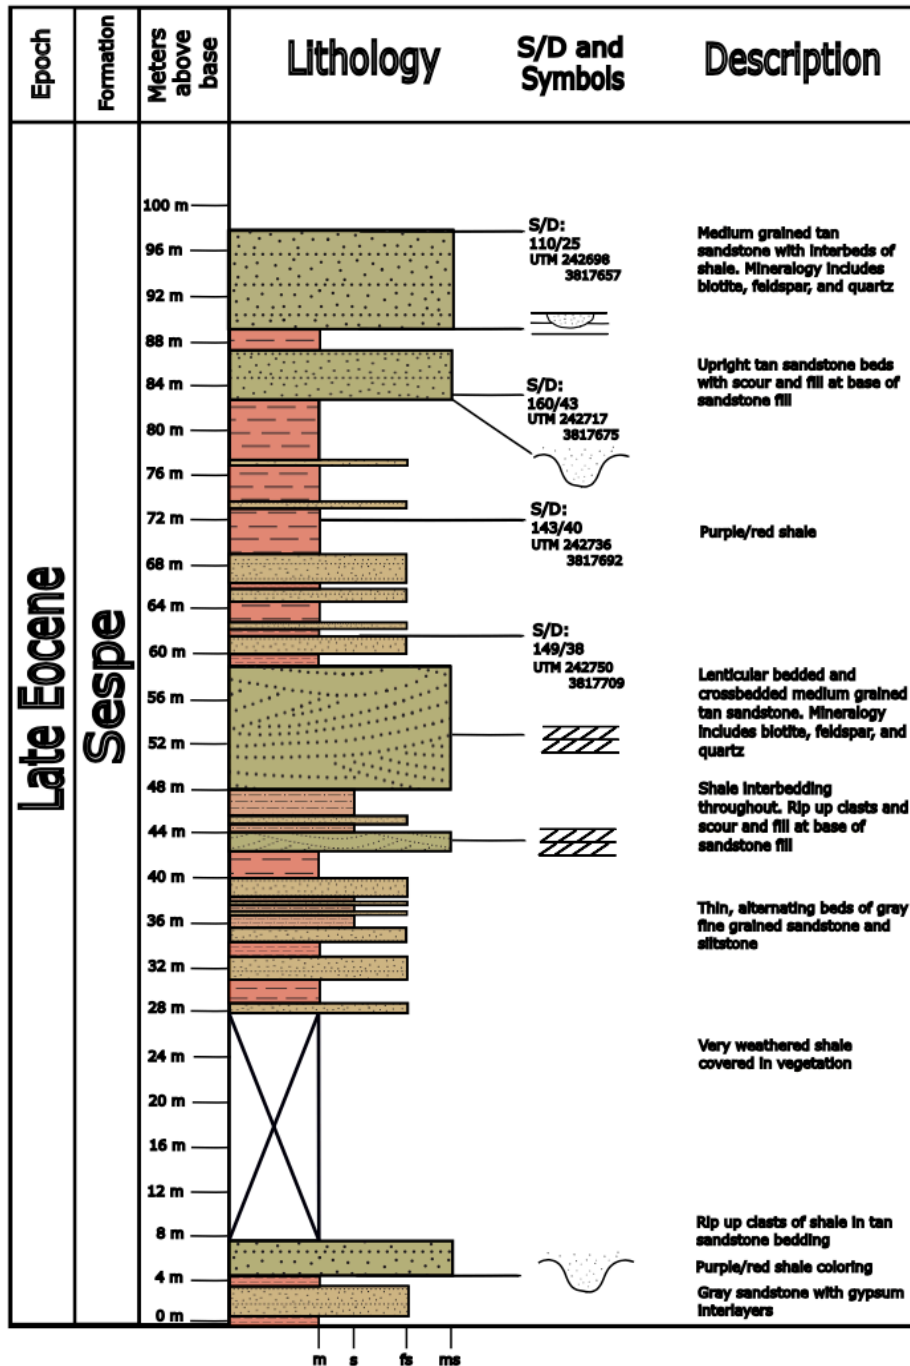 Epoch
Formation
Meters
above
base
Lithology
S/D and
Symbols
Description
Late Eocene
Sespe
100 m
96 m
92 m
88 m
84 m
80 m
76 m
72 m
68 m
64 m
60 m
56 m
52 m
48 m
44 m
40 m
36 m
32 m
28 m
24 m
20 m
16 m
12 m
8 m
4 m
0 m
m s fs ms
S/D:
110/25
UTM 242698
3817657
S/D:
160/43
UTM 242717
3817675
S/D:
143/40
UTM 242736
3817692
S/D:
149/38
UTM 242750
3817709
Medium grained tan
sandstone with interbeds of
shale. Mineralogy includes
biotite, feldspar, and quartz
Upright tan sandstone beds
with scour and fill at base of
sandstone fill
Purple/red shale
Lenticular bedded and
crossbedded medium grained
tan sandstone. Mineralogy
includes biotite, feldspar, and
quartz
Shale interbedding
throughout. Rip up clasts and
scour and fill at base of
sandstone fill
Thin, alternating beds of gray
fine grained sandstone and
siltstone
Very weathered shale
covered in vegetation
Rip up clasts of shale in tan
sandstone bedding
Purple/red shale coloring
Gray sandstone with gypsum
interlayers